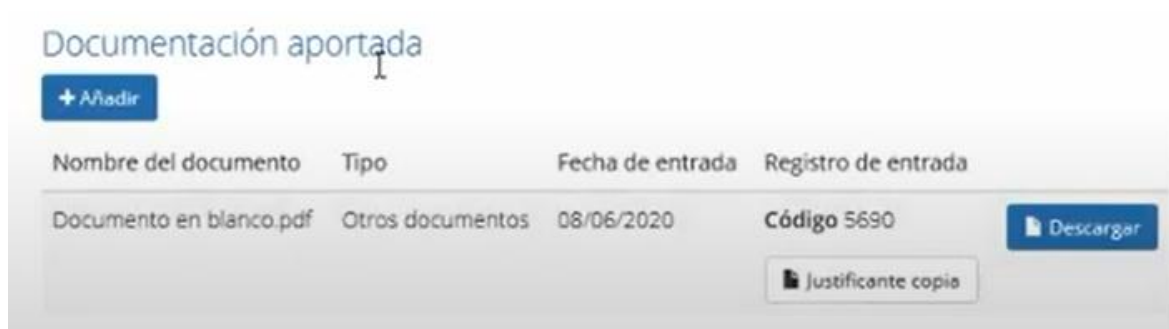 Documentación aportada
+ Añadir
Nombre del documento Tipo Fecha de entrada Registro de entrada
Documento en blanco.pdf Otros documentos 08/06/2020 Código 5690 Descargar
Justificante copia